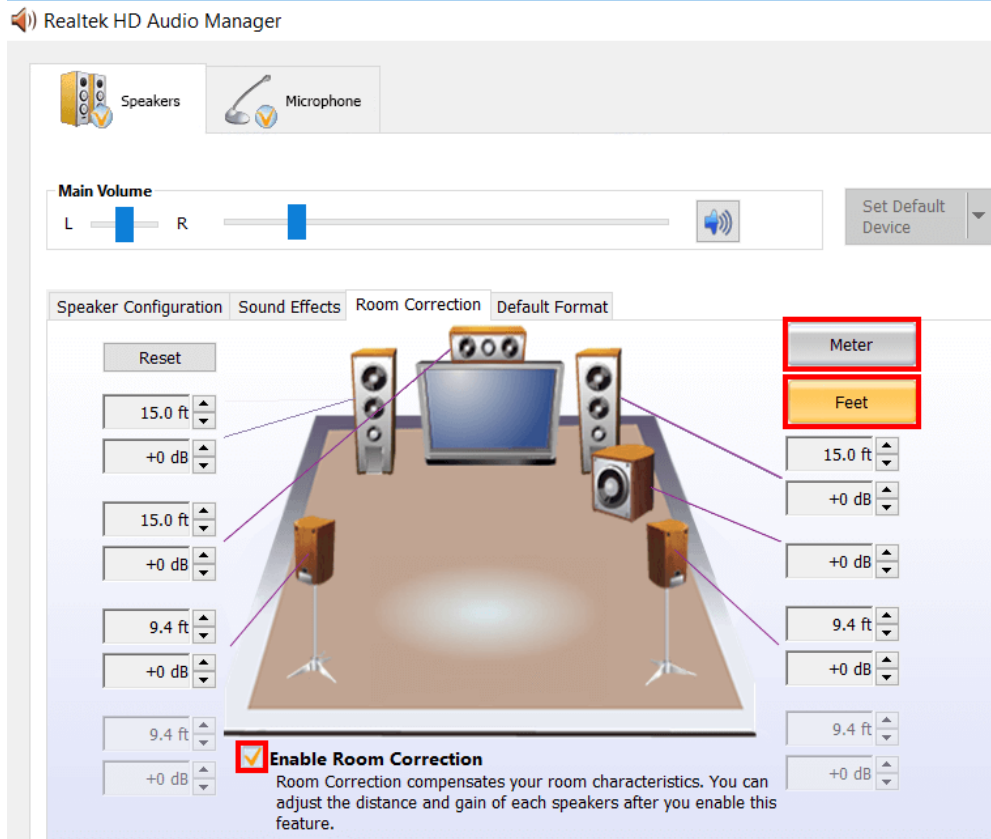 Realtek HD Audio Manager
Speakers
Microphone
Main Volume
L
R
Set Default
Device
Speaker Configuration
Sound Effects
Room Correction
Default Format
Reset
15.0 ft
+0 dB
15.0 ft
+0 dB
9.4 ft
+0 dB
9.4 ft
+0 dB
Meter
Feet
15.0 ft
+0 dB
+0 dB
9.4 ft
+0 dB
9.4 ft
+0 dB
Enable Room Correction
Room Correction compensates your room characteristics. You can
adjust the distance and gain of each speakers after you enable this
feature.